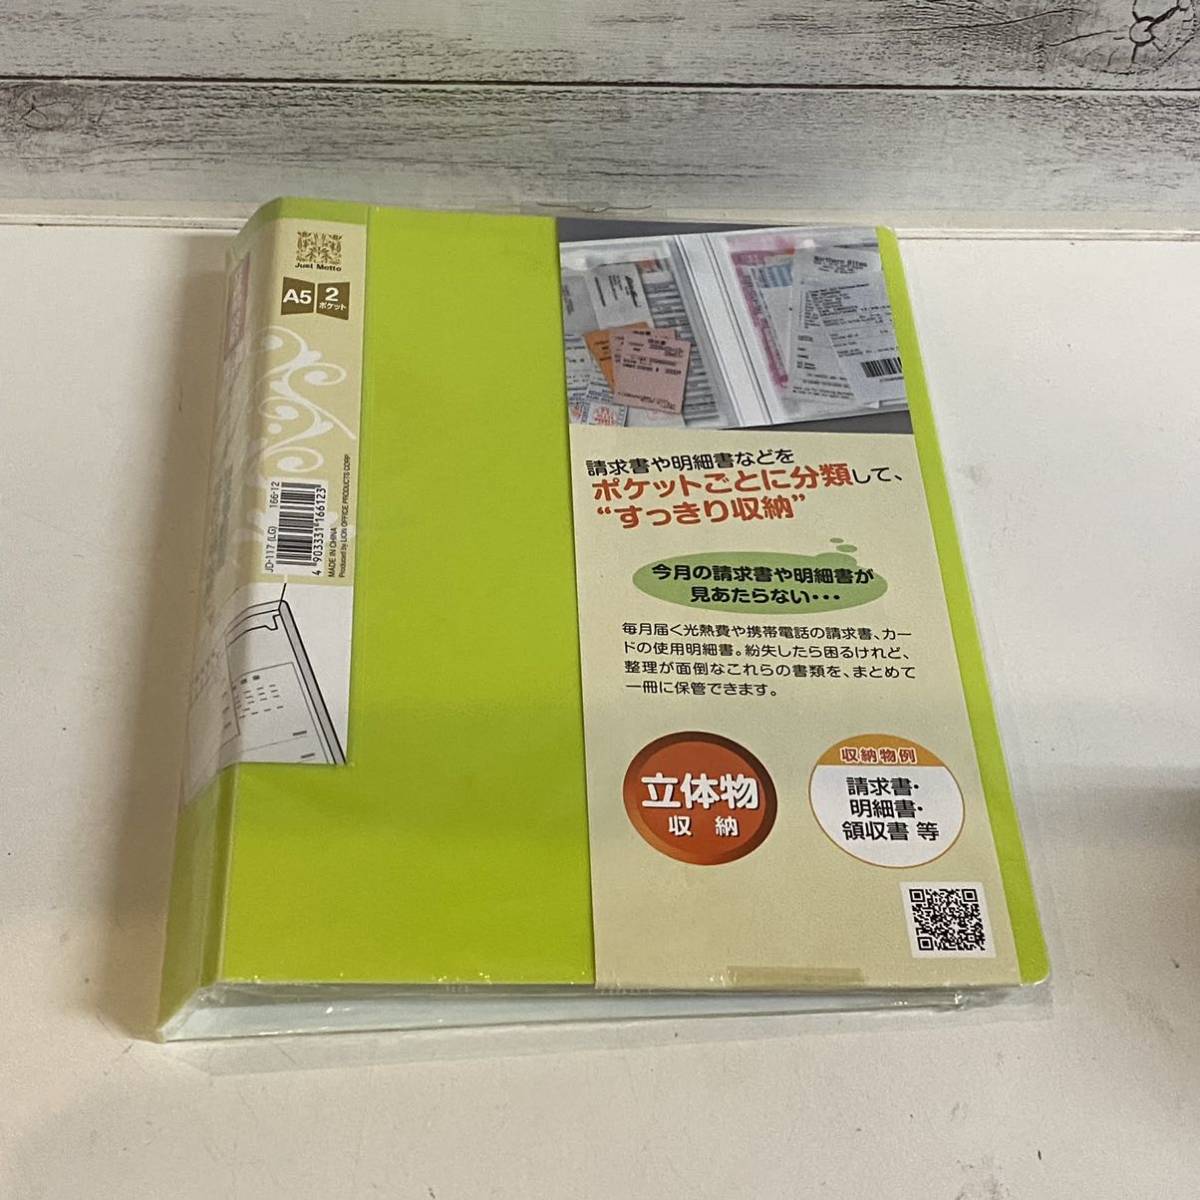 Just Motto
A5
2
ポケット
JD-117 (LG) 166-12
4 903331 166123
MADE IN CHINA
Produced by LION OFFICE PRODUCTS CORP
請求書や明細書などを
ポケットごとに分類して、
“すっきり収納”
今月の請求書や明細書が
見あたらない・・・
毎月届く光熱費や携帯電話の請求書、カー
ドの使用明細書。紛失したら困るけれど、
整理が面倒なこれらの書類を、まとめて
一冊に保管できます。
立体物
収納
収納物例
請求書・
明細書・
領収書 等